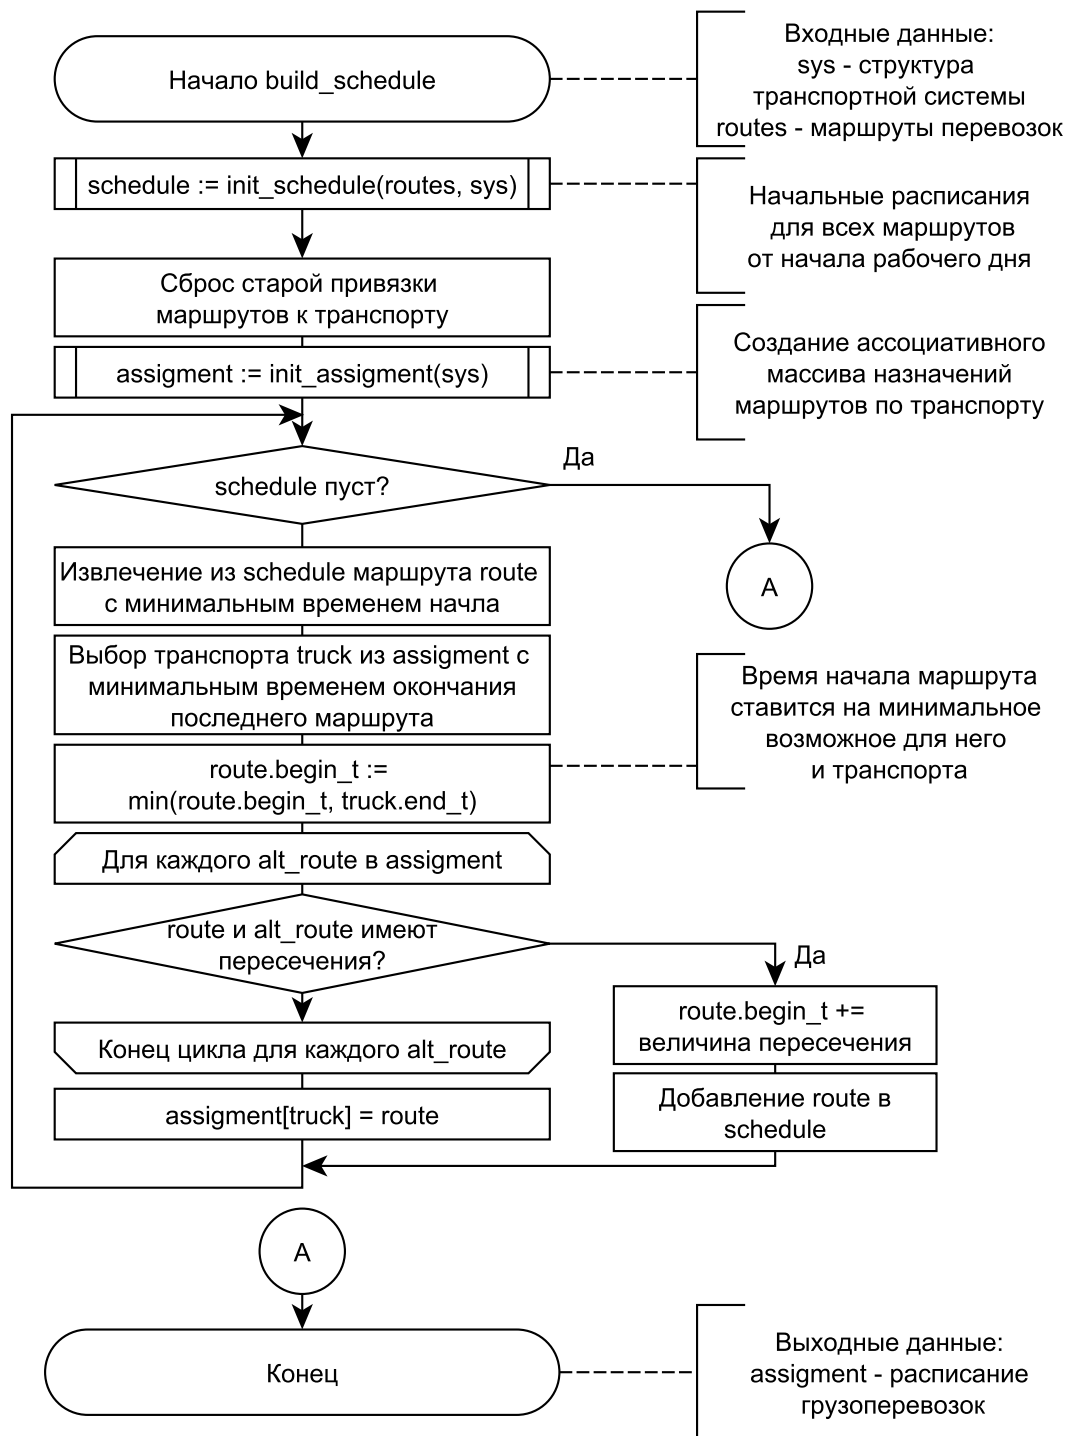 Начало build_schedule
Входные данные:
sys - структура
транспортной системы
routes - маршруты перевозок
schedule := init_schedule(routes, sys)
Начальные расписания
для всех маршрутов
от начала рабочего дня
Сброс старой привязки
маршрутов к транспорту
assigment := init_assigment(sys)
Создание ассоциативного
массива назначений
маршрутов по транспорту
schedule пуст?
Да
А
Извлечение из schedule маршрута route
с минимальным временем начла
Выбор транспорта truck из assigment с
минимальным временем окончания
последнего маршрута
route.begin_t :=
min(route.begin_t, truck.end_t)
Время начала маршрута
ставится на минимальное
возможное для него
и транспорта
Для каждого alt_route в assigment
route и alt_route имеют
пересечения?
Да
route.begin_t +=
величина пересечения
Добавление route в
schedule
Конец цикла для каждого alt_route
assigment[truck] = route
А
Конец
Выходные данные:
assigment - расписание
грузоперевозок